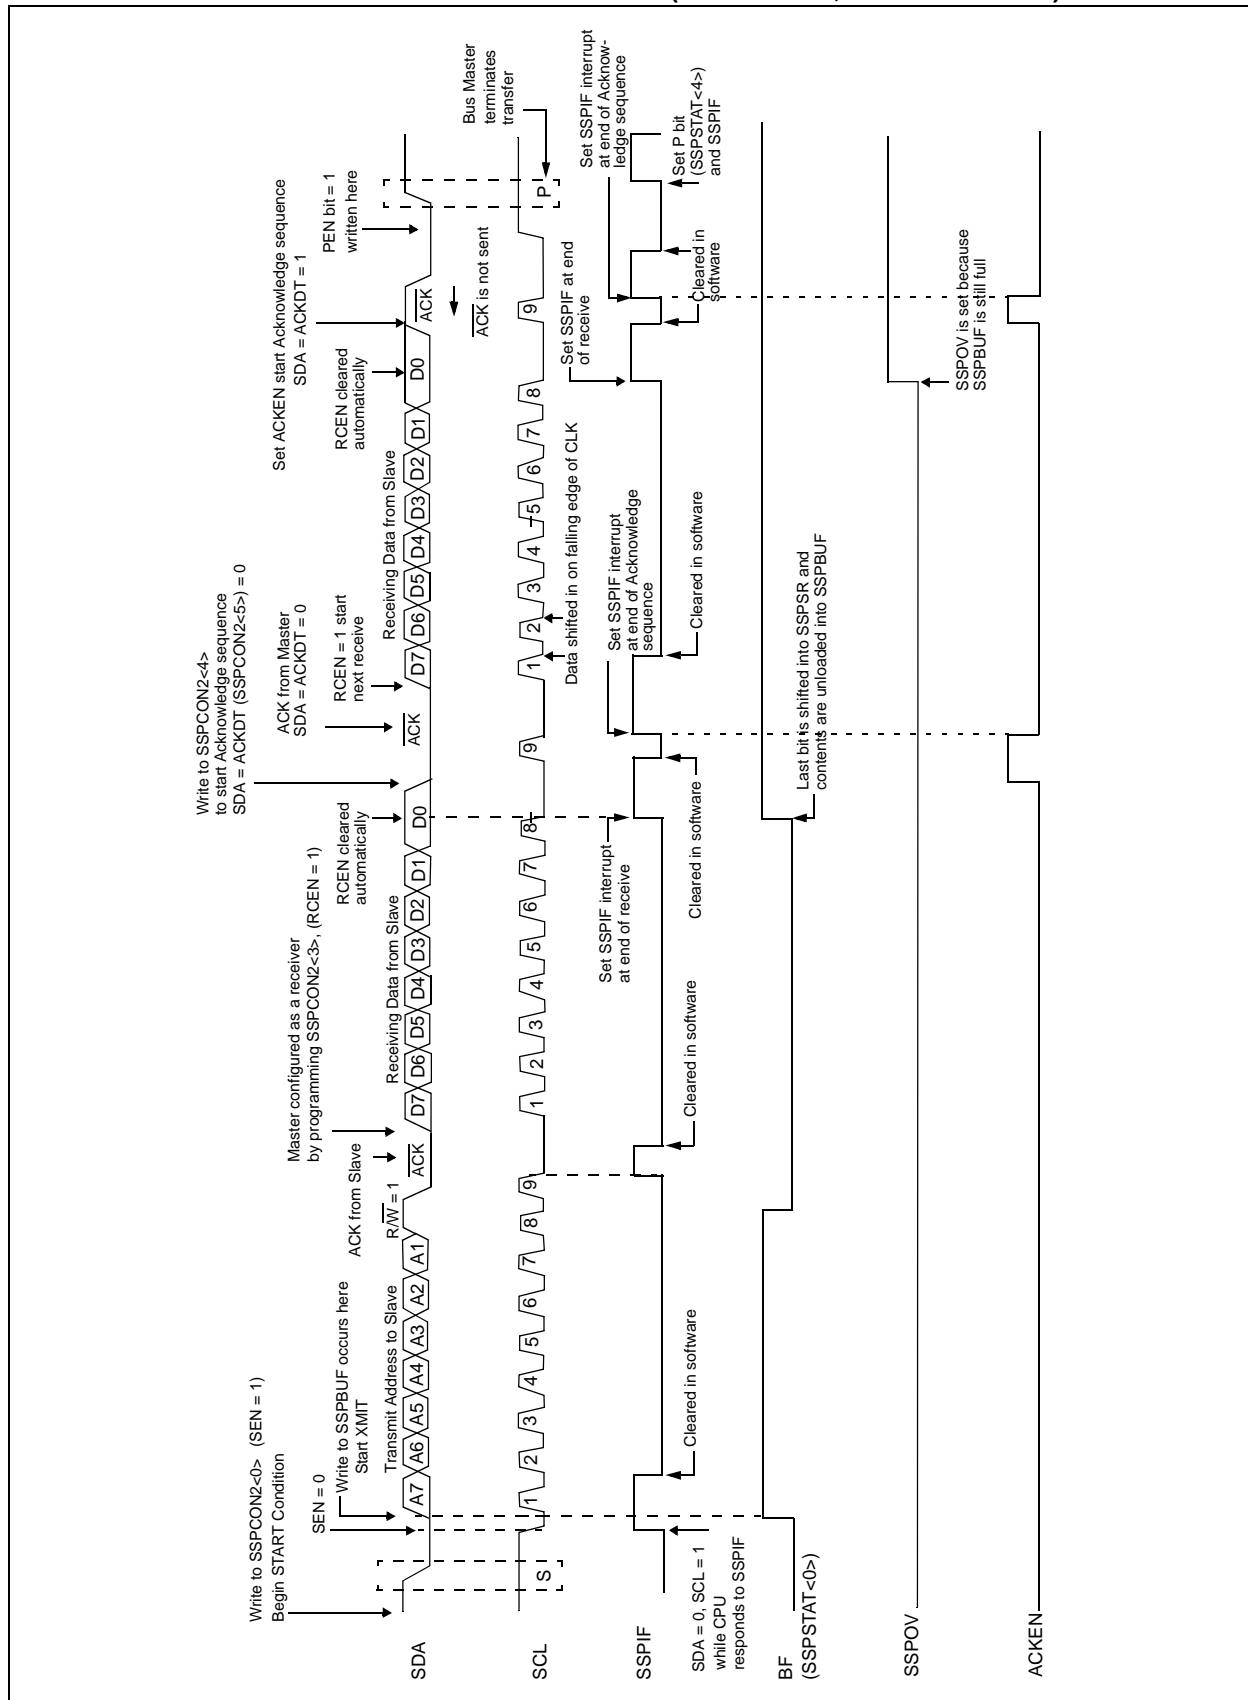 Write to SSPCON2<0> (SEN = 1)
Begin START Condition
SEN = 0
Write to SSPBUF occurs here
Start XMIT
Transmit Address to Slave
R/W = 1
ACK from Slave
Master configured as a receiver
by programming SSPCON2<3>, (RCEN = 1)
Receiving Data from Slave
RCEN cleared
automatically
Write to SSPCON2<4>
to start Acknowledge sequence
SDA = ACKDT (SSPCON2<5>) = 0
ACK from Master
SDA = ACKDT = 0
RCEN = 1 start
next receive
Receiving Data from Slave
RCEN cleared
automatically
Set ACKEN start Acknowledge sequence
SDA = ACKDT = 1
PEN bit = 1
written here
SDA
A7 A6 A5 A4 A3 A2 A1 ACK D7 D6 D5 D4 D3 D2 D1 D0 ACK D7 D6 D5 D4 D3 D2 D1 D0 ACK
ACK is not sent
Bus Master
terminates
transfer
SCL
S 1 2 3 4 5 6 7 8 9 1 2 3 4 5 6 7 8 9 1 2 3 4 5 6 7 8 9 P
Data shifted in on falling edge of CLK
Set SSPIF interrupt
at end of receive
Set SSPIF interrupt
at end of Acknowledge
sequence
Set SSPIF at end
of receive
Set SSPIF interrupt
at end of Acknow-
ledge sequence
SSPIF
SDA = 0, SCL = 1
while CPU
responds to SSPIF
Cleared in software
Cleared in software
Cleared in software
Cleared in software
Cleared in
software
Set P bit
(SSPSTAT<4>)
and SSPIF
BF
(SSPSTAT<0>)
Last bit is shifted into SSPSR and
contents are unloaded into SSPBUF
SSPOV
SSPOV is set because
SSPBUF is still full
ACKEN